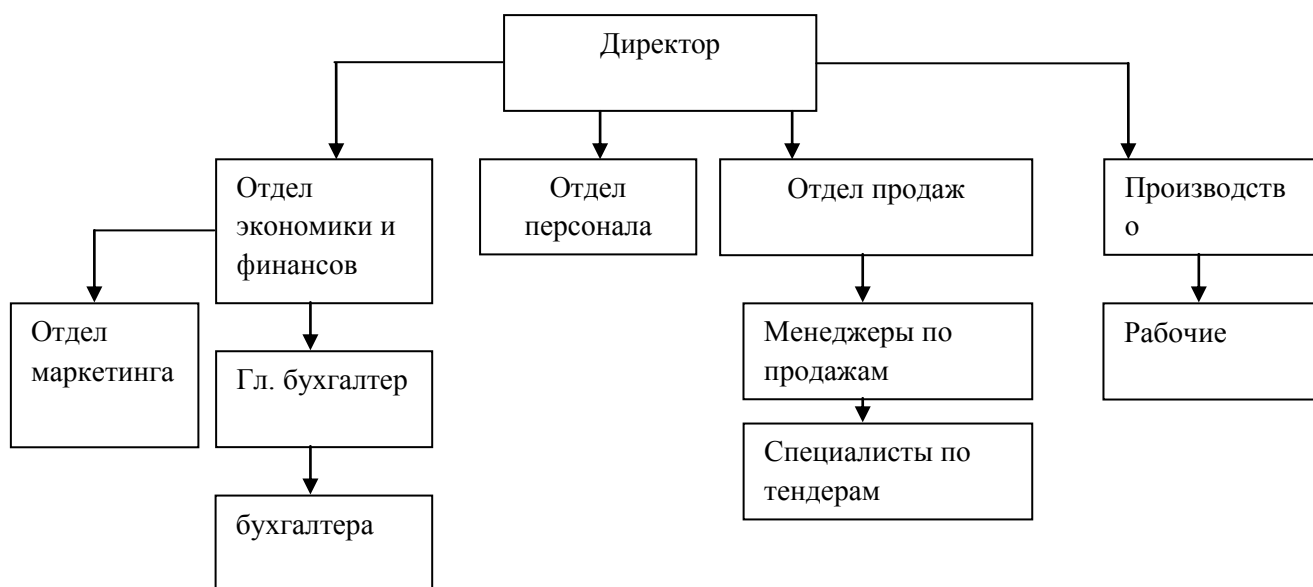 Директор
Отдел
экономики и
финансов
Отдел
персонала
Отдел продаж
Производств
о
Отдел
маркетинга
Гл. бухгалтер
бухгалтера
Менеджеры по
продажам
Специалисты по
тендерам
Рабочие